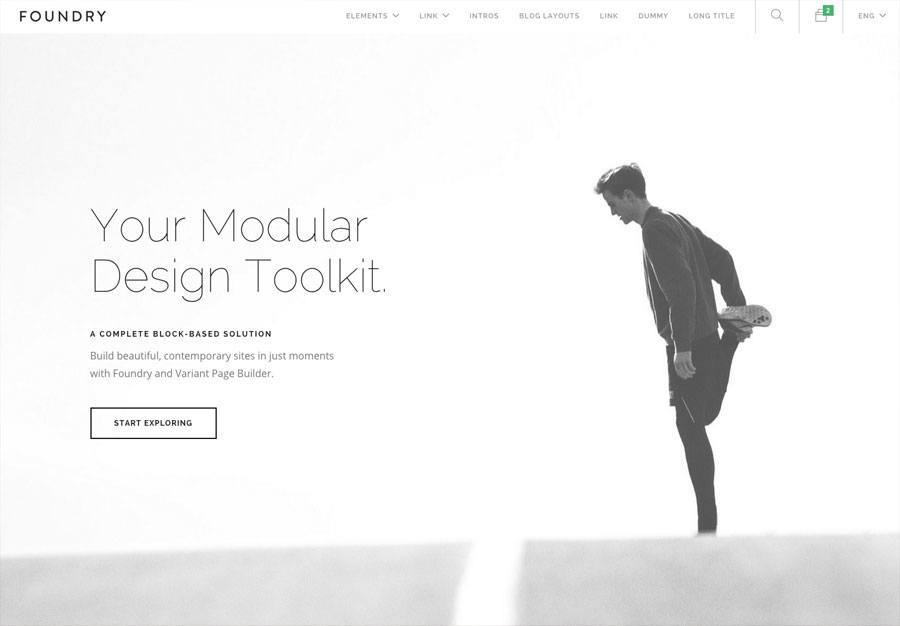 FOUNDRY
ELEMENTS LINK INTROS BLOG LAYOUTS LINK DUMMY LONG TITLE 2 ENG
Your Modular
Design Toolkit.
A COMPLETE BLOCK-BASED SOLUTION
Build beautiful, contemporary sites in just moments
with Foundry and Variant Page Builder.
START EXPLORING